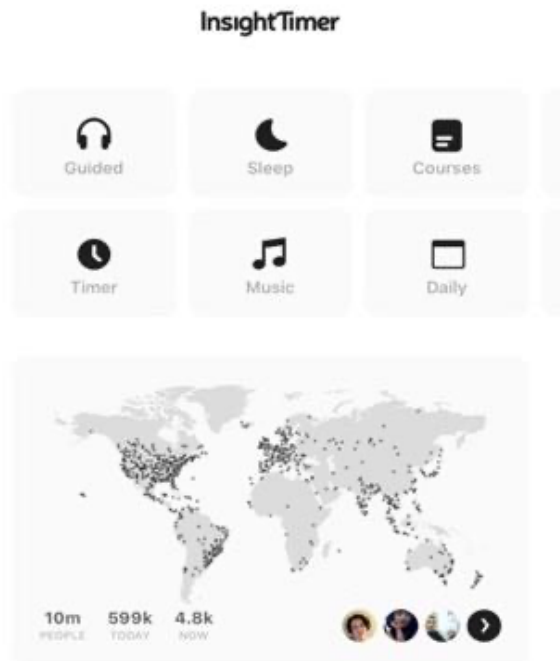 InsightTimer
Guided Sleep Courses
Timer Music Daily
10m 599k 4.8k
PEOPLE TODAY NOW